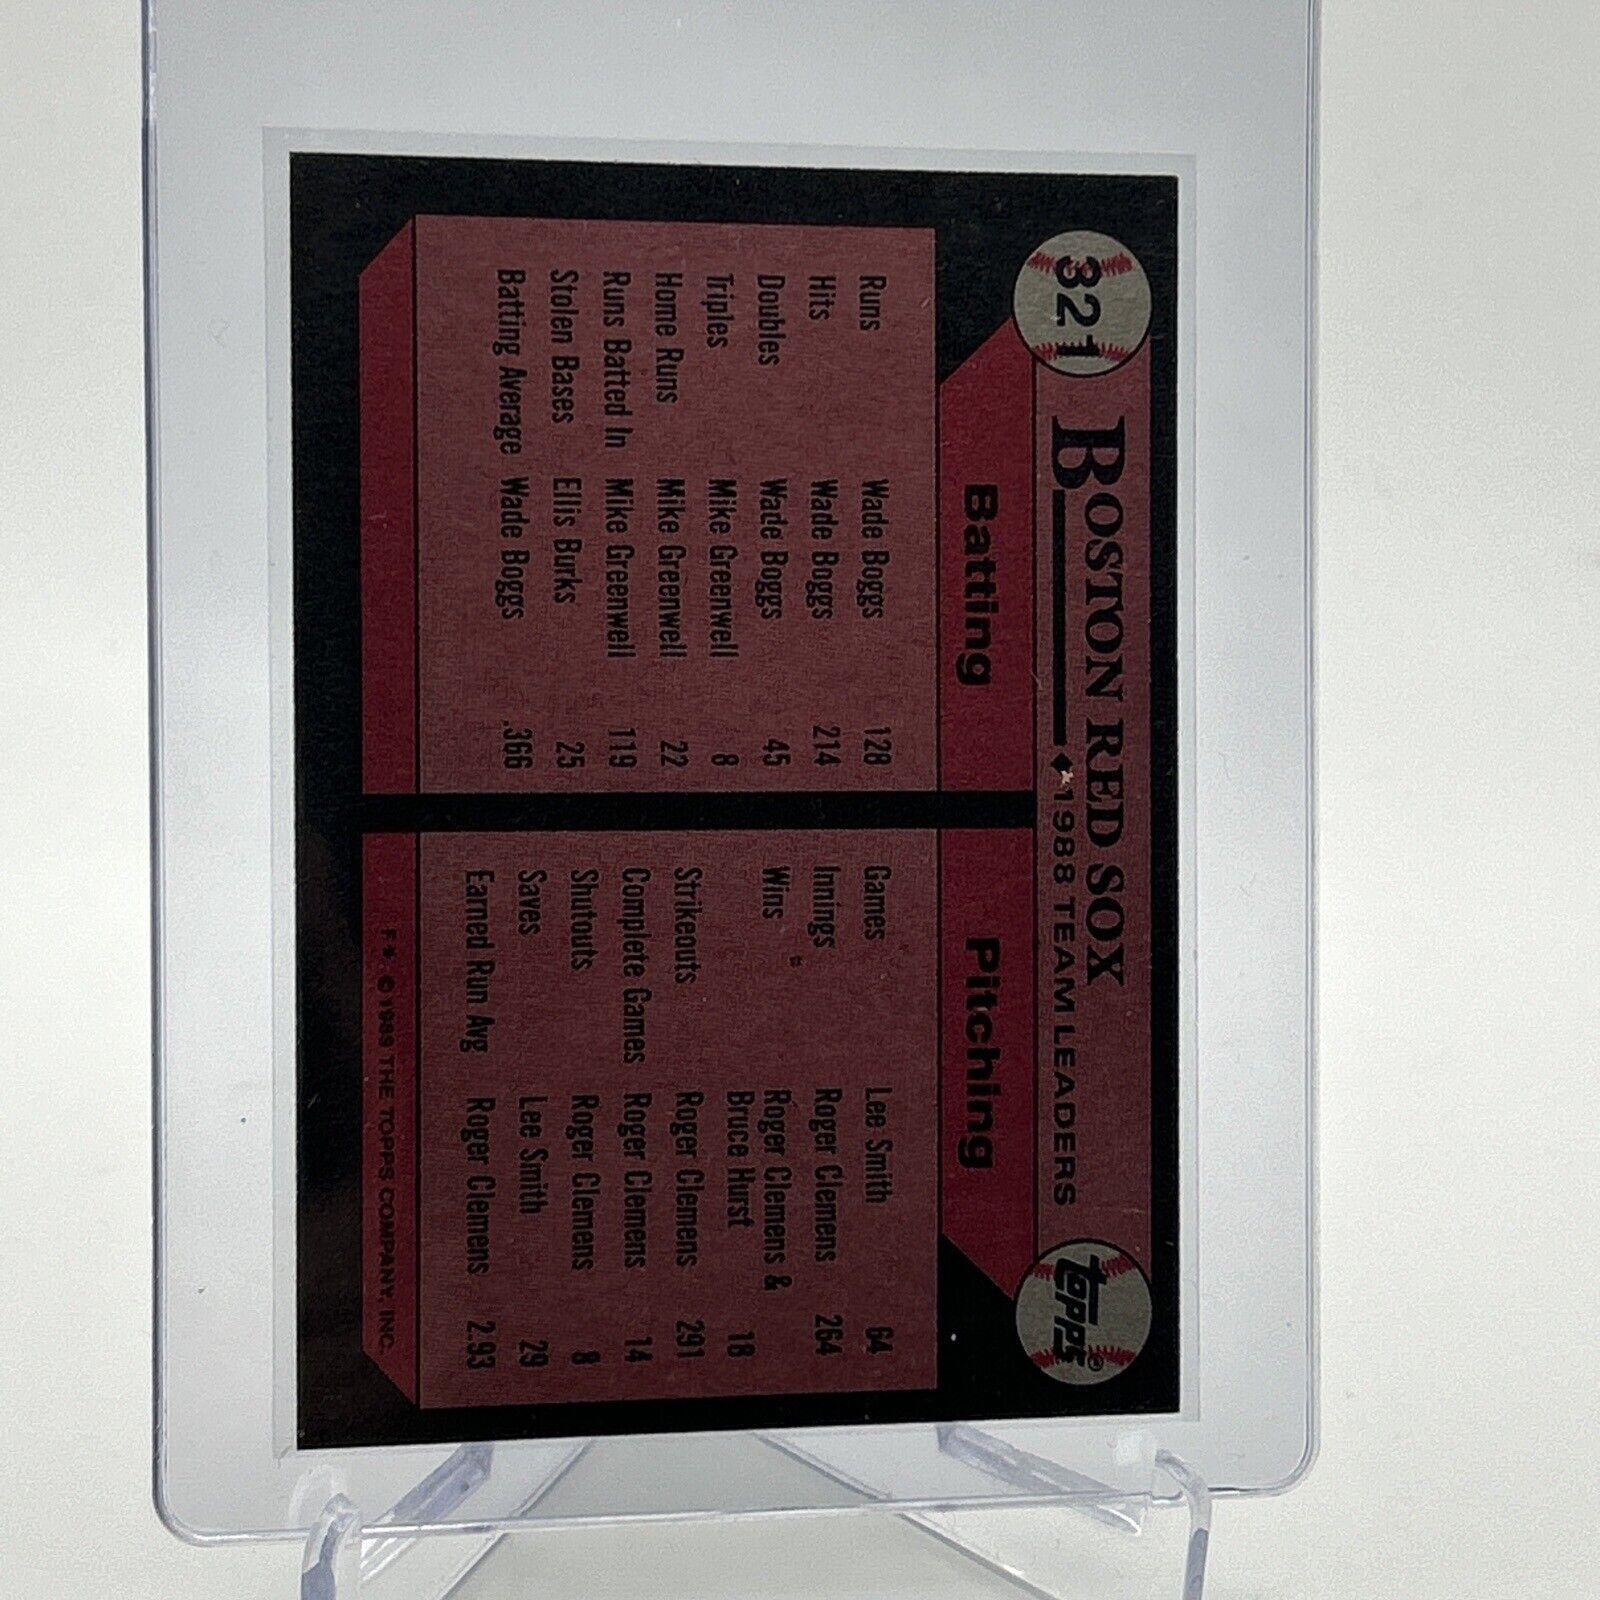 321
BOSTON RED SOX
1988 TEAM LEADERS
TOPPS®
Batting
Runs Wade Boggs 128
Hits Wade Boggs 214
Doubles Wade Boggs 45
Triples Mike Greenwell 8
Home Runs Mike Greenwell 22
Runs Batted In Mike Greenwell 119
Stolen Bases Ellis Burks 25
Batting Average Wade Boggs .366
Pitching
Games Lee Smith 64
Innings Roger Clemens 264
Wins Roger Clemens &
Bruce Hurst 18
Strikeouts Roger Clemens 291
Complete Games Roger Clemens 14
Shutouts Roger Clemens 8
Saves Lee Smith 29
Earned Run Avg Roger Clemens 2.93
F* © 1989 THE TOPPS COMPANY, INC.